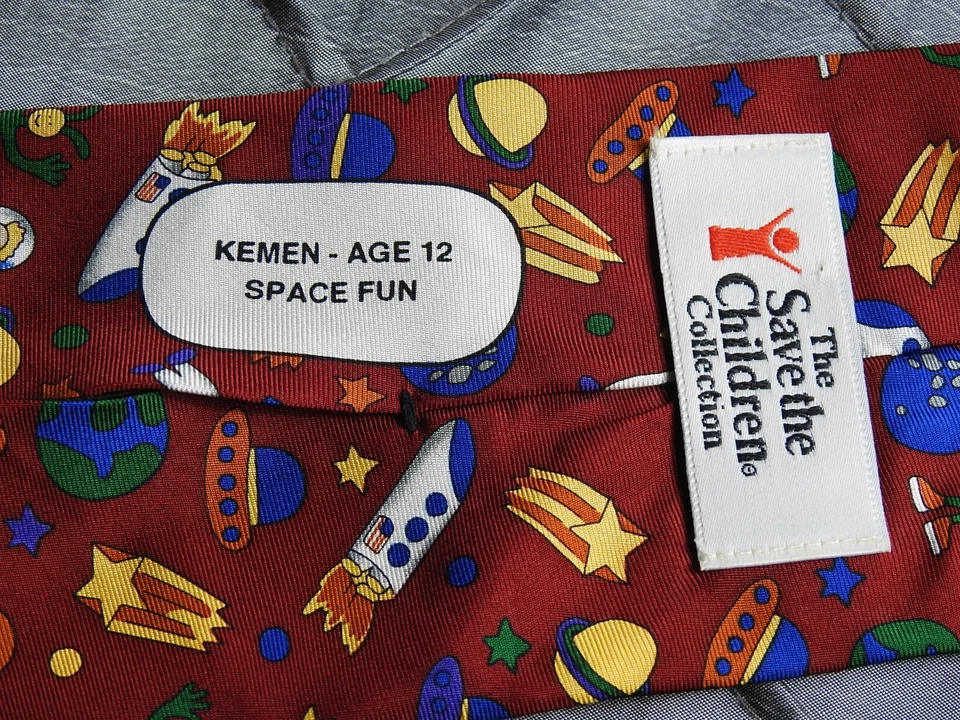 KEMEN - AGE 12
SPACE FUN
The
Save the
Children®
Collection